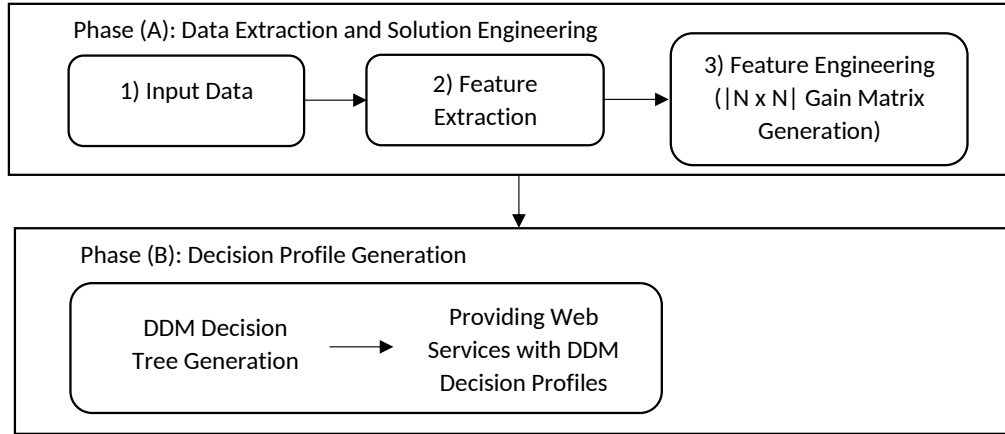 Phase (A): Data Extraction and Solution Engineering
1) Input Data
2) Feature
Extraction
3) Feature Engineering
(|N x N| Gain Matrix
Generation)
Phase (B): Decision Profile Generation
DDM Decision
Tree Generation
Providing Web
Services with DDM
Decision Profiles